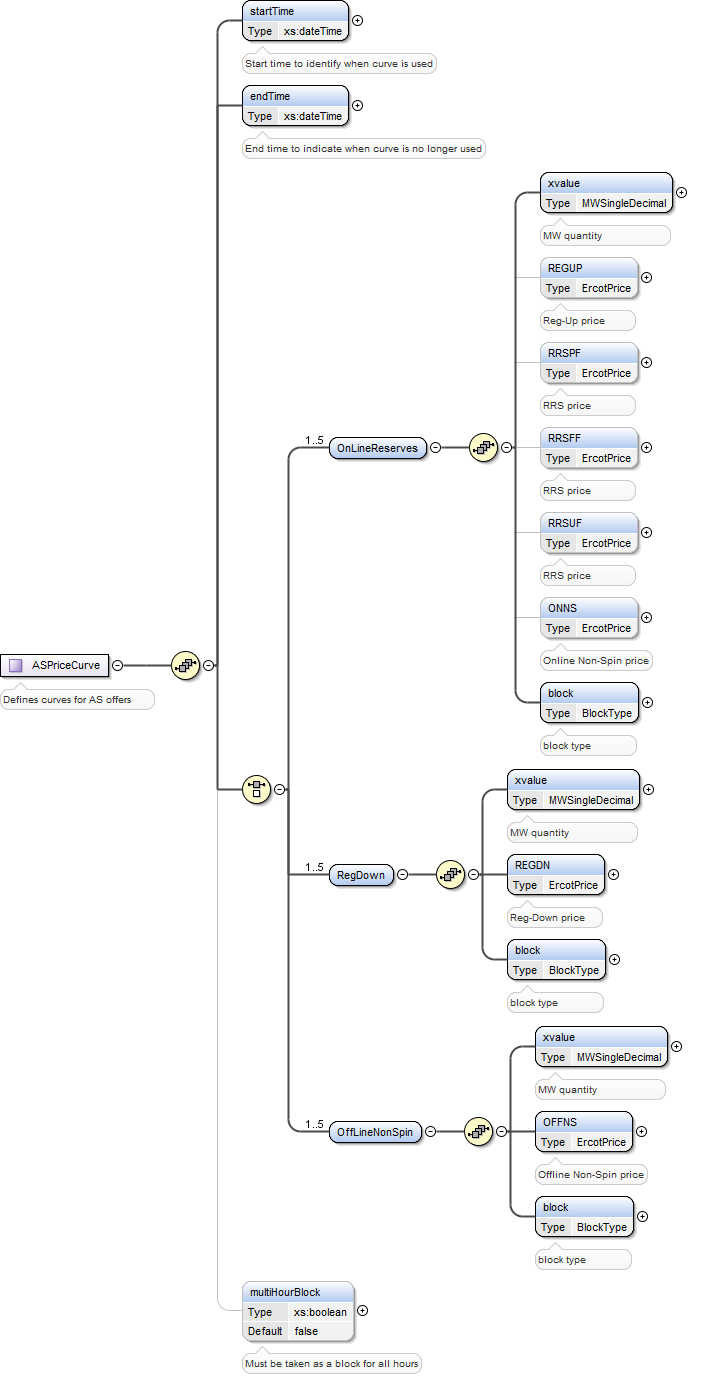 startTime
Type xs:dateTime
Start time to identify when curve is used
endTime
Type xs:dateTime
End time to indicate when curve is no longer used
xvalue
Type MWSingleDecimal
MW quantity
REGUP
Type ErcotPrice
Reg-Up price
RRSPF
Type ErcotPrice
RRS price
1..5
OnLineReserves
RRSFF
Type ErcotPrice
RRS price
RRSUF
Type ErcotPrice
RRS price
ONNS
Type ErcotPrice
Online Non-Spin price
ASPriceCurve
Defines curves for AS offers
block
Type BlockType
block type
xvalue
Type MWSingleDecimal
MW quantity
1..5
RegDown
REGDN
Type ErcotPrice
Reg-Down price
block
Type BlockType
block type
xvalue
Type MWSingleDecimal
MW quantity
1..5
OffLineNonSpin
OFFNS
Type ErcotPrice
Offline Non-Spin price
block
Type BlockType
block type
multiHourBlock
Type xs:boolean
Default false
Must be taken as a block for all hours